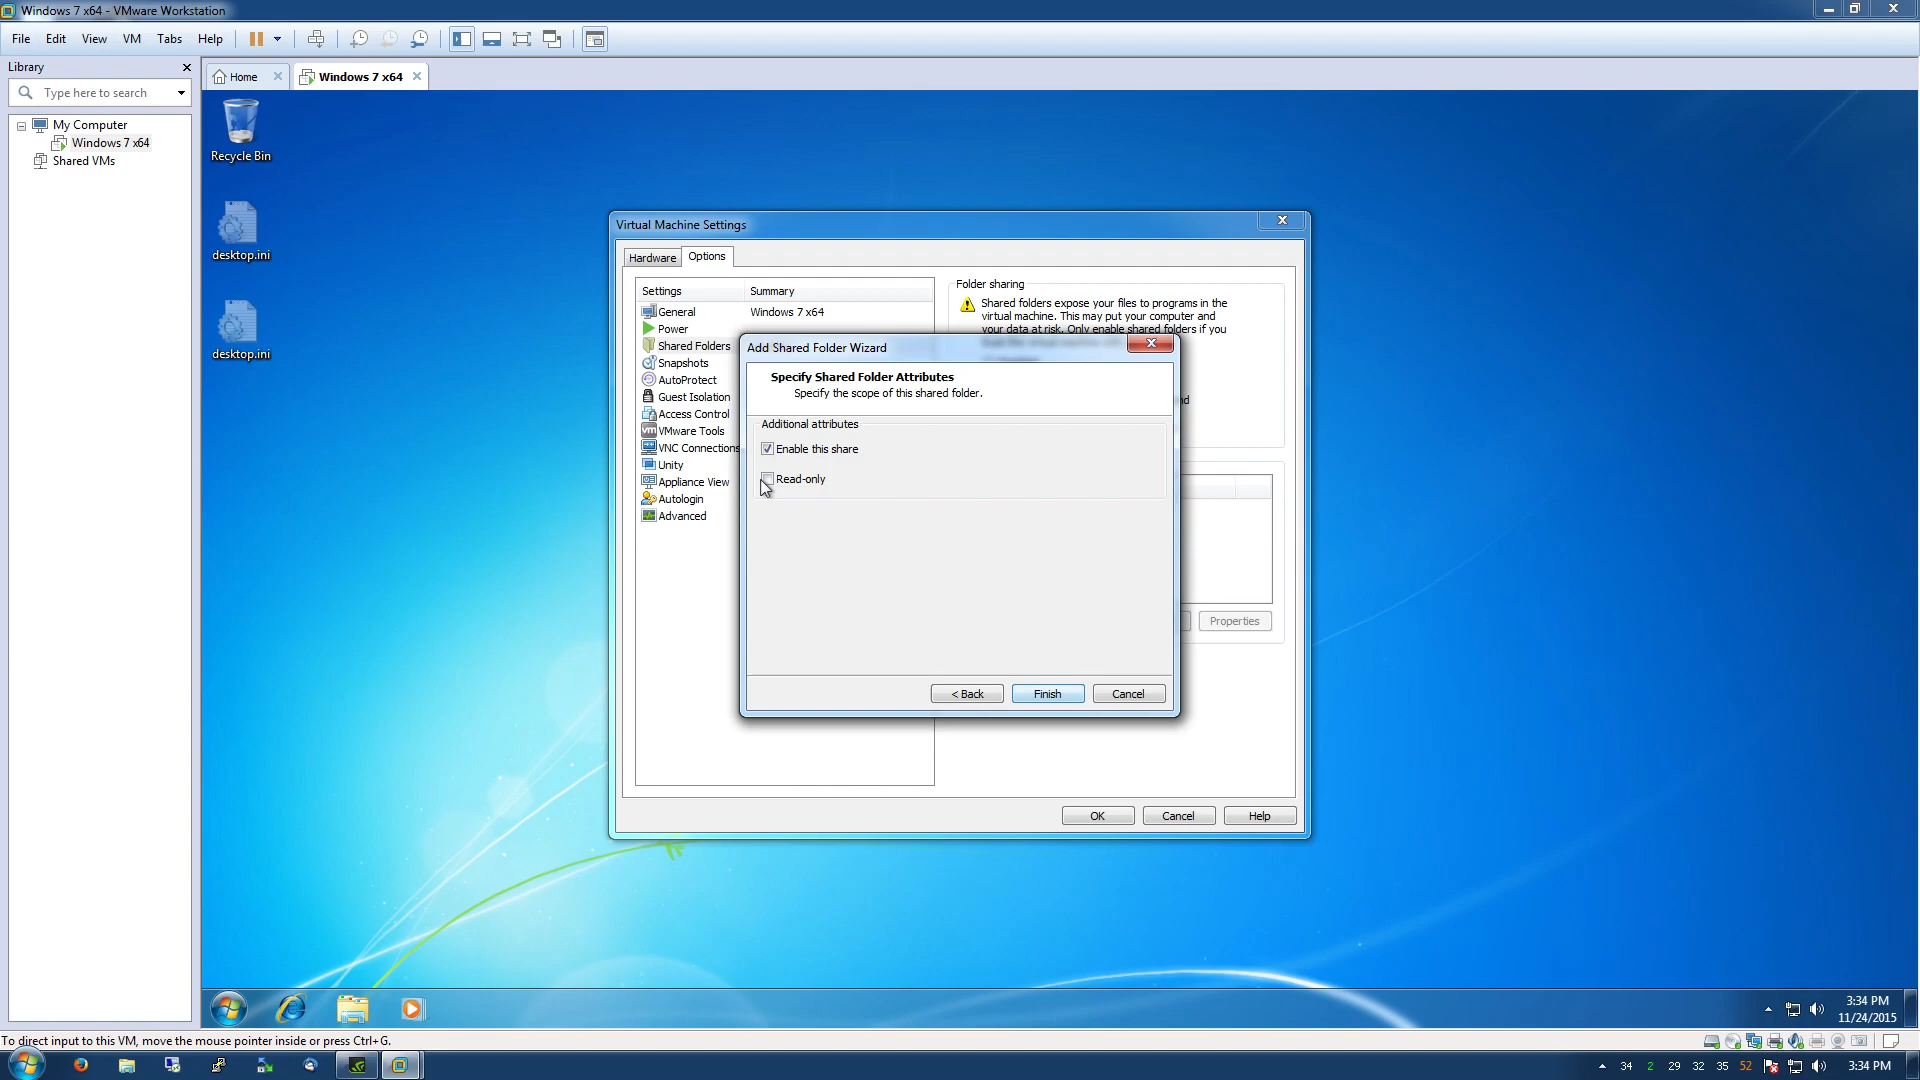 Windows 7 x64 - VMware Workstation
File Edit View VM Tabs Help
Library
Type here to search
My Computer
Windows 7 x64
Shared VMs
Home
Windows 7 x64
Recycle Bin
desktop.ini
desktop.ini
Virtual Machine Settings
Hardware
Options
Settings
Summary
General
Windows 7 x64
Power
Shared Folders
Snapshots
AutoProtect
Guest Isolation
Access Control
VMware Tools
VNC Connections
Unity
Appliance View
Autologin
Advanced
Folder sharing
Shared folders expose your files to programs in the
virtual machine. This may put your computer and
your data at risk. Only enable shared folders if you
Properties
OK
Cancel
Help
Add Shared Folder Wizard
Specify Shared Folder Attributes
Specify the scope of this shared folder.
Additional attributes
Enable this share
Read-only
< Back
Finish
Cancel
3:34 PM
11/24/2015
To direct input to this VM, move the mouse pointer inside or press Ctrl+G.
34 2 29 32 35 52
3:34 PM